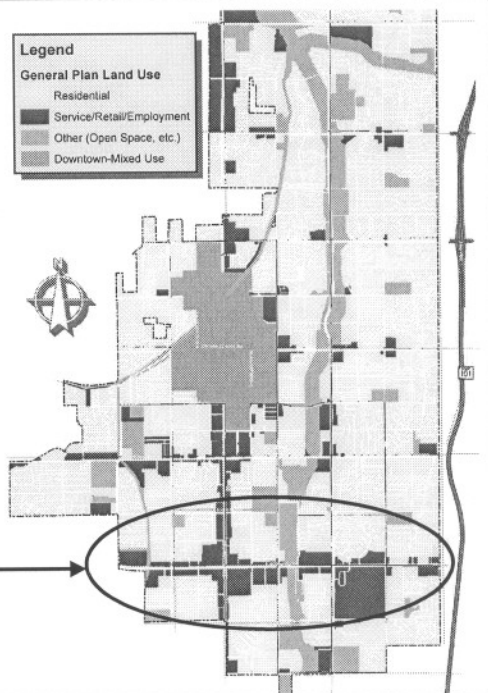 Legend
General Plan Land Use
Residential
Service/Retail/Employment
Other (Open Space, etc.)
Downtown-Mixed Use
N
101